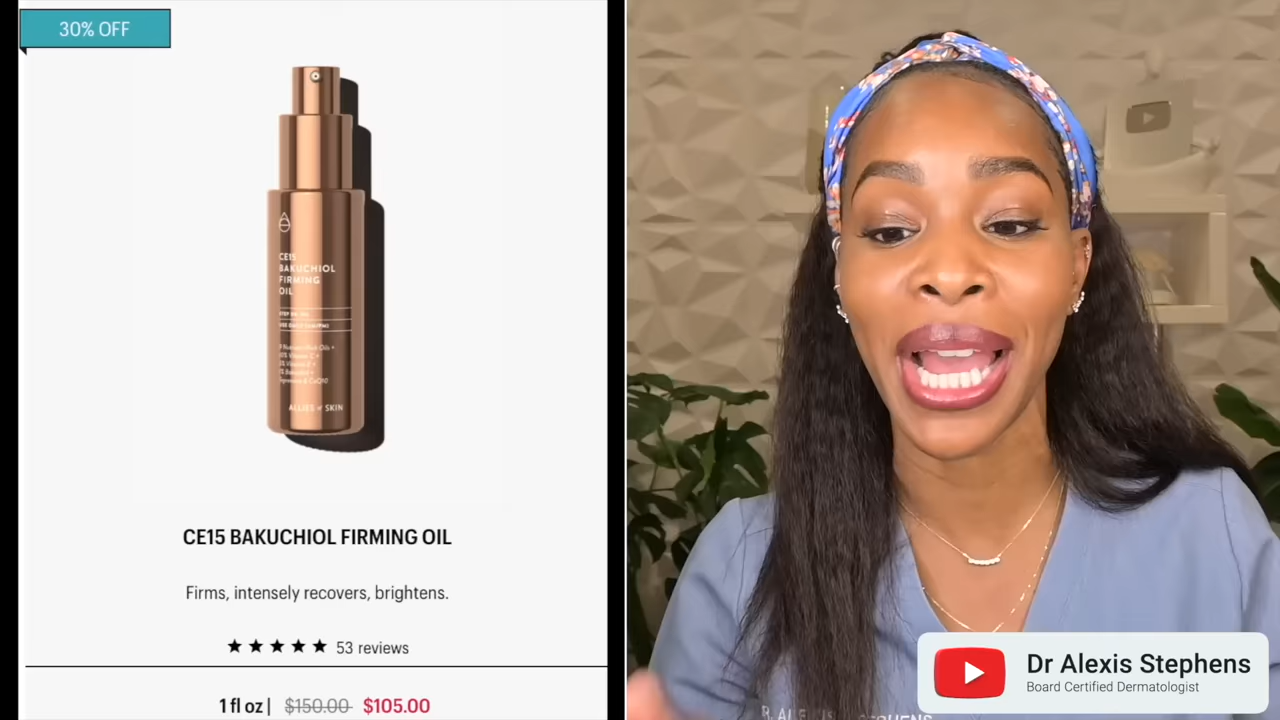 30% OFF
CE15
BAKUCHIOL
FIRMING
OIL
ALLIES of SKIN
CE15 BAKUCHIOL FIRMING OIL
Firms, intensely recovers, brightens.
53 reviews
1 fl oz | $150.00 $105.00
Dr Alexis Stephens
Board Certified Dermatologist